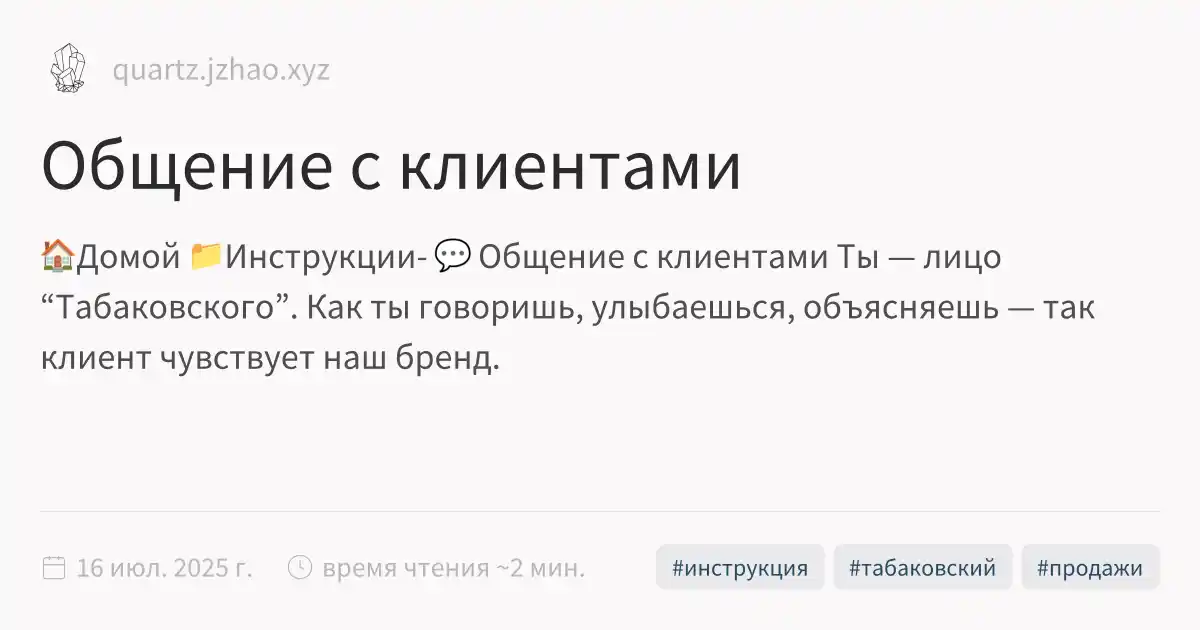 quartz.jzhao.xyz
Общение с клиентами
🏠Домой 📁Инструкции- 💬 Общение с клиентами Ты — лицо
“Табаковского”. Как ты говоришь, улыбаешься, объясняешь — так
клиент чувствует наш бренд.
16 июл. 2025 г. время чтения ~2 мин. #инструкция #табаковский #продажи